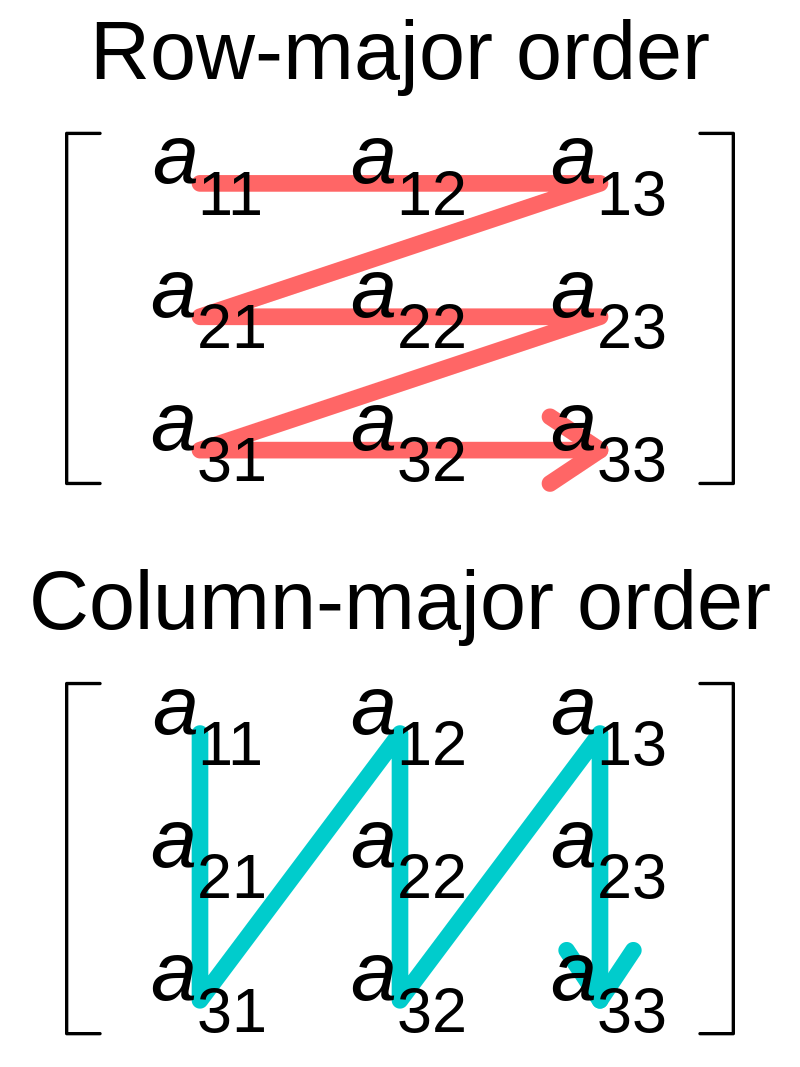 Row-major order
a11 a12 a13
a21 a22 a23
a31 a32 a33
Column-major order
a11 a12 a13
a21 a22 a23
a31 a32 a33